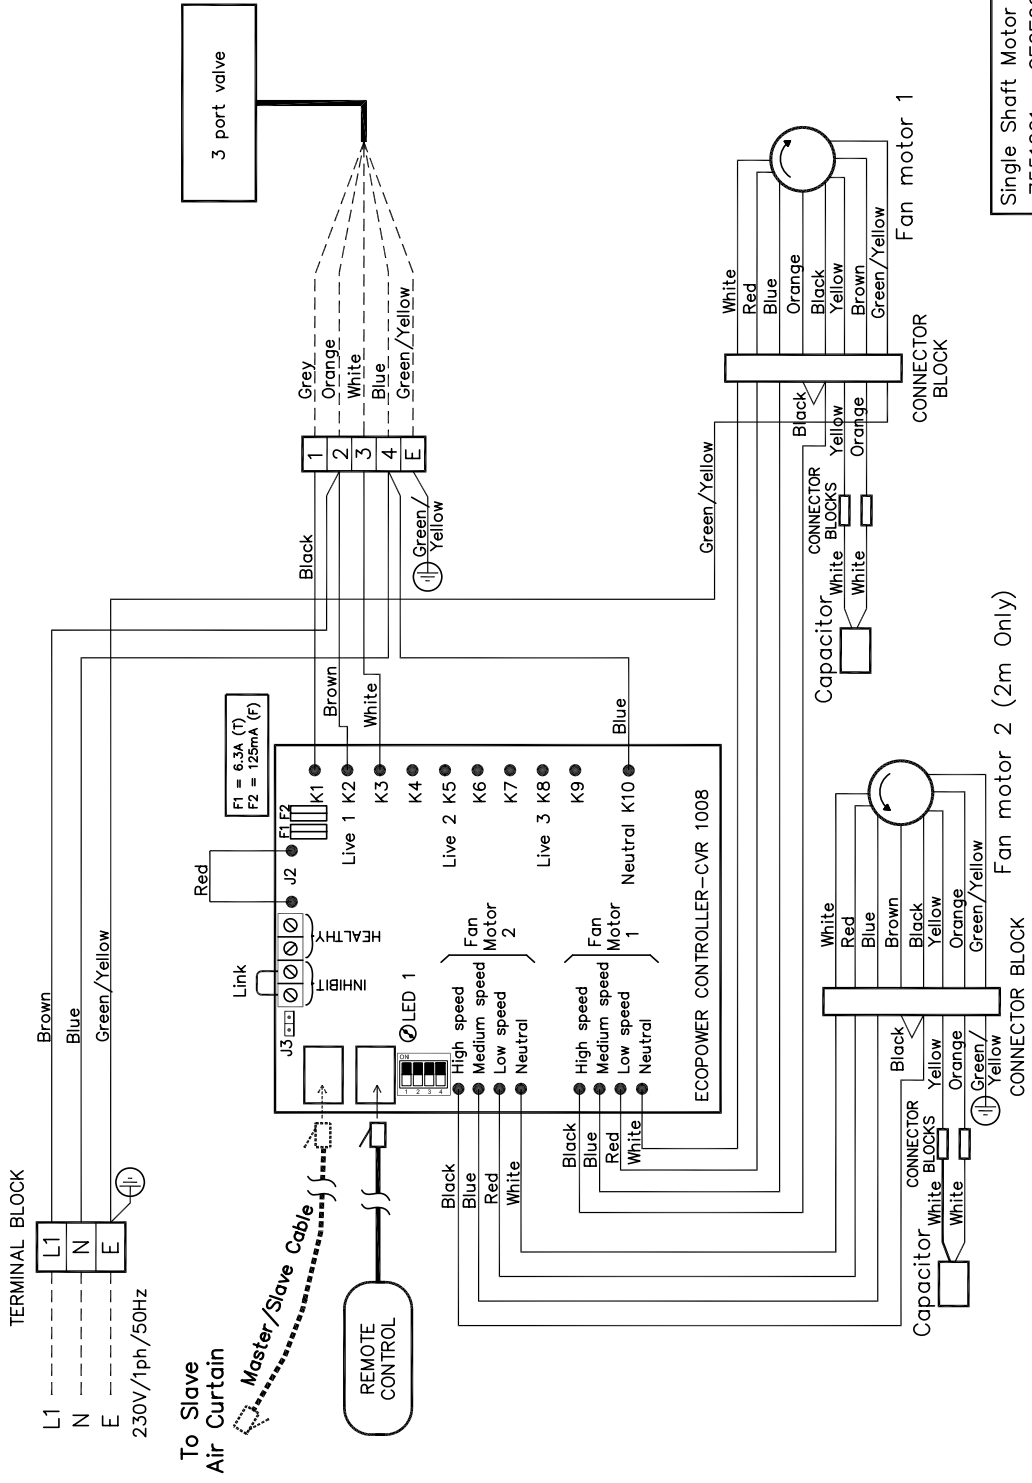 TERMINAL BLOCK
L1
N
E
230V/1ph/50Hz
L1
N
E
Brown
Blue
Green/Yellow
To Slave
Air Curtain
Master/Slave Cable
REMOTE
CONTROL
3 port valve
Grey
Orange
White
Blue
Green/Yellow
1
2
3
4
E
Black
Green/
Yellow
Brown
White
Blue
F1 = 6.3A (T)
F2 = 125mA (F)
Red
F1
F2
J2
HEALTHY
INHIBIT
Link
J3
LED 1
ON
1
2
3
4
K1
Live 1 K2
K3
K4
Live 2 K5
K6
K7
Live 3 K8
K9
Neutral K10
High speed
Medium speed
Low speed
Neutral
Fan
Motor
2
High speed
Medium speed
Low speed
Neutral
Fan
Motor
1
ECOPOWER CONTROLLER-CVR 1008
Black
Blue
Red
White
Black
Blue
Red
White
Green/Yellow
White
Red
Blue
Orange
Black
Yellow
Brown
Green/Yellow
Fan motor 1
CONNECTOR
BLOCK
Black
Yellow
Orange
CONNECTOR
BLOCKS
White
White
Capacitor
White
Red
Blue
Brown
Black
Yellow
Orange
Green/Yellow
Fan motor 2 (2m Only)
CONNECTOR BLOCK
Black
Yellow
Orange
Green/
Yellow
CONNECTOR
BLOCKS
White
White
Capacitor
Single Shaft Motor